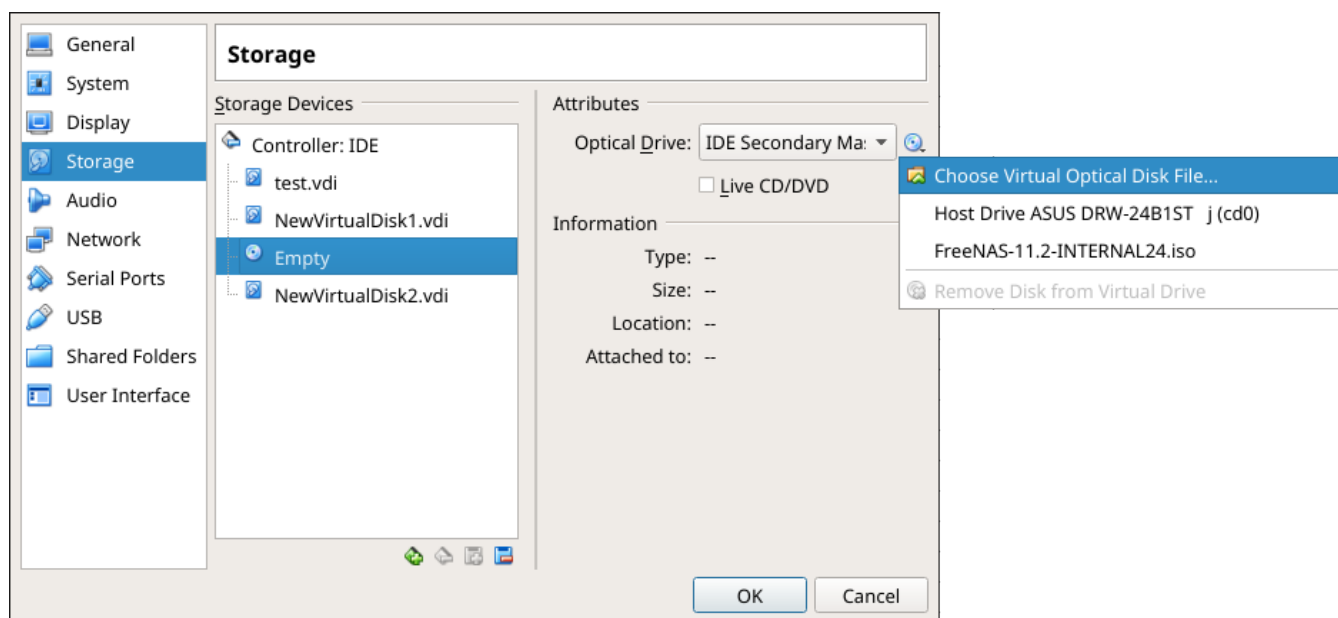 General
System
Display
Storage
Audio
Network
Serial Ports
USB
Shared Folders
User Interface
Storage
Storage Devices
Controller: IDE
test.vdi
NewVirtualDisk1.vdi
Empty
NewVirtualDisk2.vdi
Attributes
Optical Drive: IDE Secondary Ma:
Live CD/DVD
Information
Type: --
Size: --
Location: --
Attached to: --
Choose Virtual Optical Disk File...
Host Drive ASUS DRW-24B1ST j (cd0)
FreeNAS-11.2-INTERNAL24.iso
Remove Disk from Virtual Drive
OK
Cancel